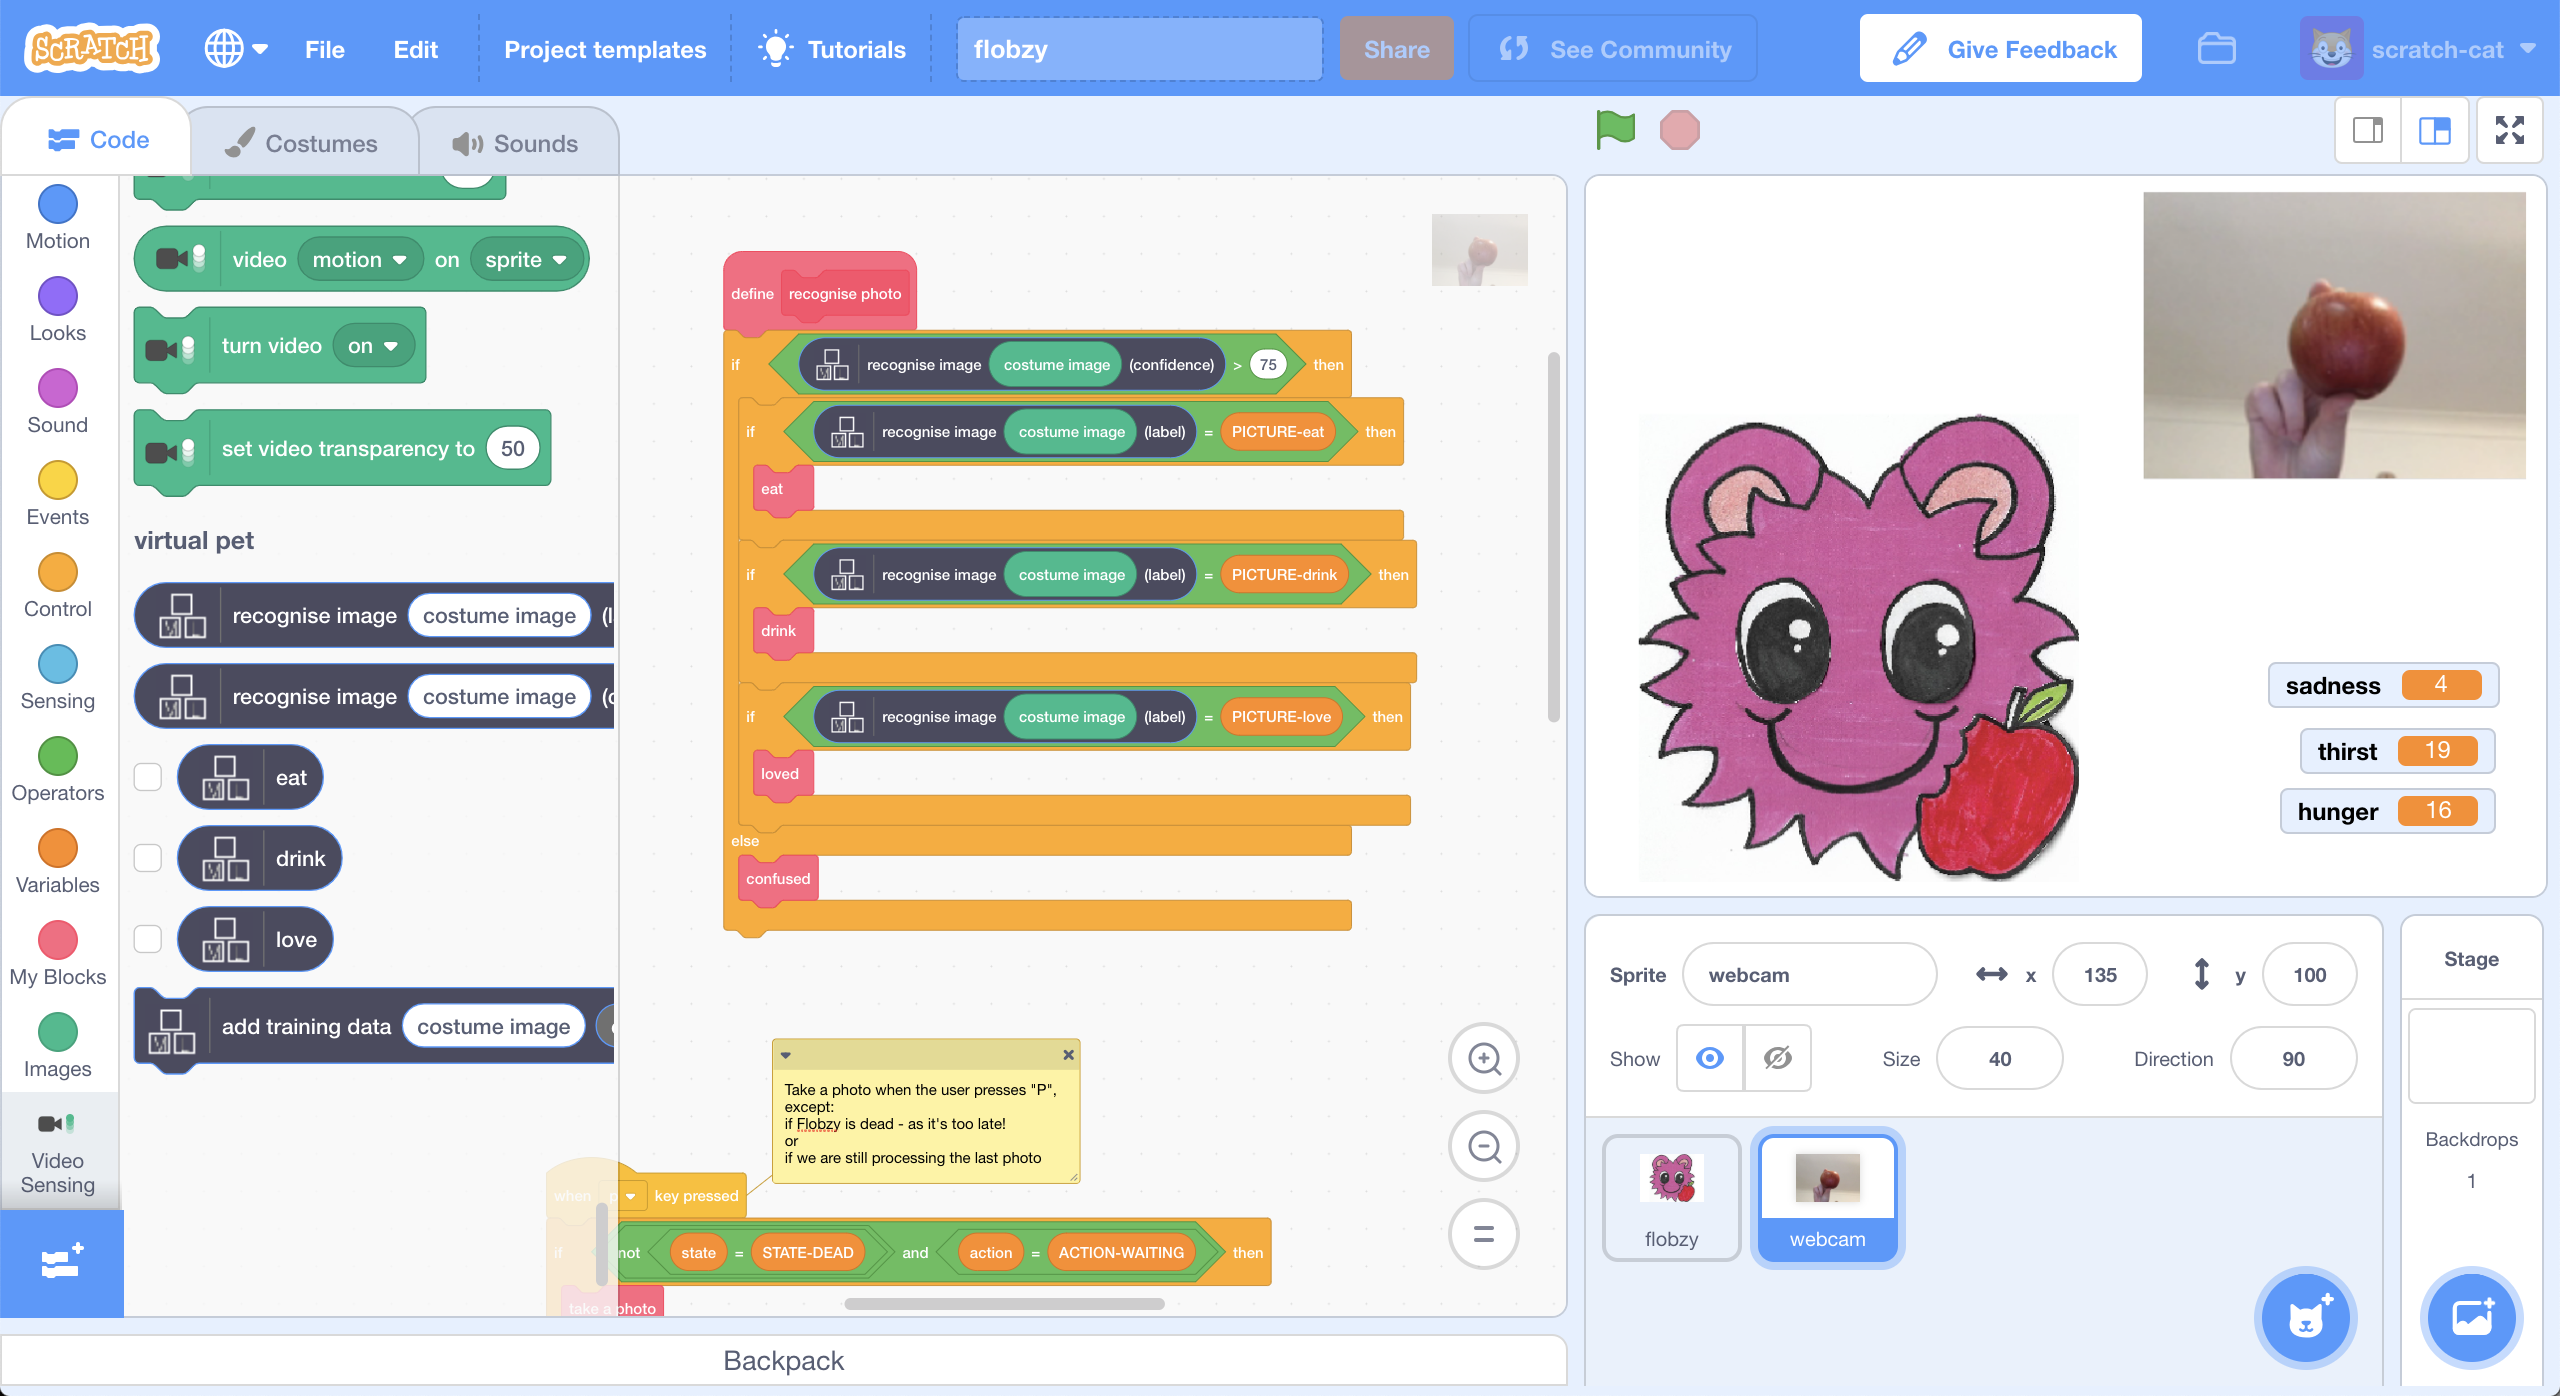 SCRATCH File Edit Project templates Tutorials flobzy Share See Community Give Feedback scratch-cat
Code Costumes Sounds
Motion
Looks
Sound
Events
Control
Sensing
Operators
Variables
My Blocks
Images
Video
Sensing
video motion on sprite
turn video on
set video transparency to 50
virtual pet
recognise image costume image
recognise image costume image
eat
drink
love
add training data costume image
define recognise photo
if recognise image costume image (confidence) > 75 then
if recognise image costume image (label) = PICTURE-eat then
eat
if recognise image costume image (label) = PICTURE-drink then
drink
if recognise image costume image (label) = PICTURE-love then
loved
else
confused
Take a photo when the user presses "P",
except:
if Flobzy is dead - as it's too late!
or
if we are still processing the last photo
when p key pressed
if not state = STATE-DEAD and action = ACTION-WAITING then
take a photo
Backpack
sadness 4
thirst 19
hunger 16
Sprite webcam x 135 y 100
Show Size 40 Direction 90
flobzy
webcam
Stage
Backdrops
1